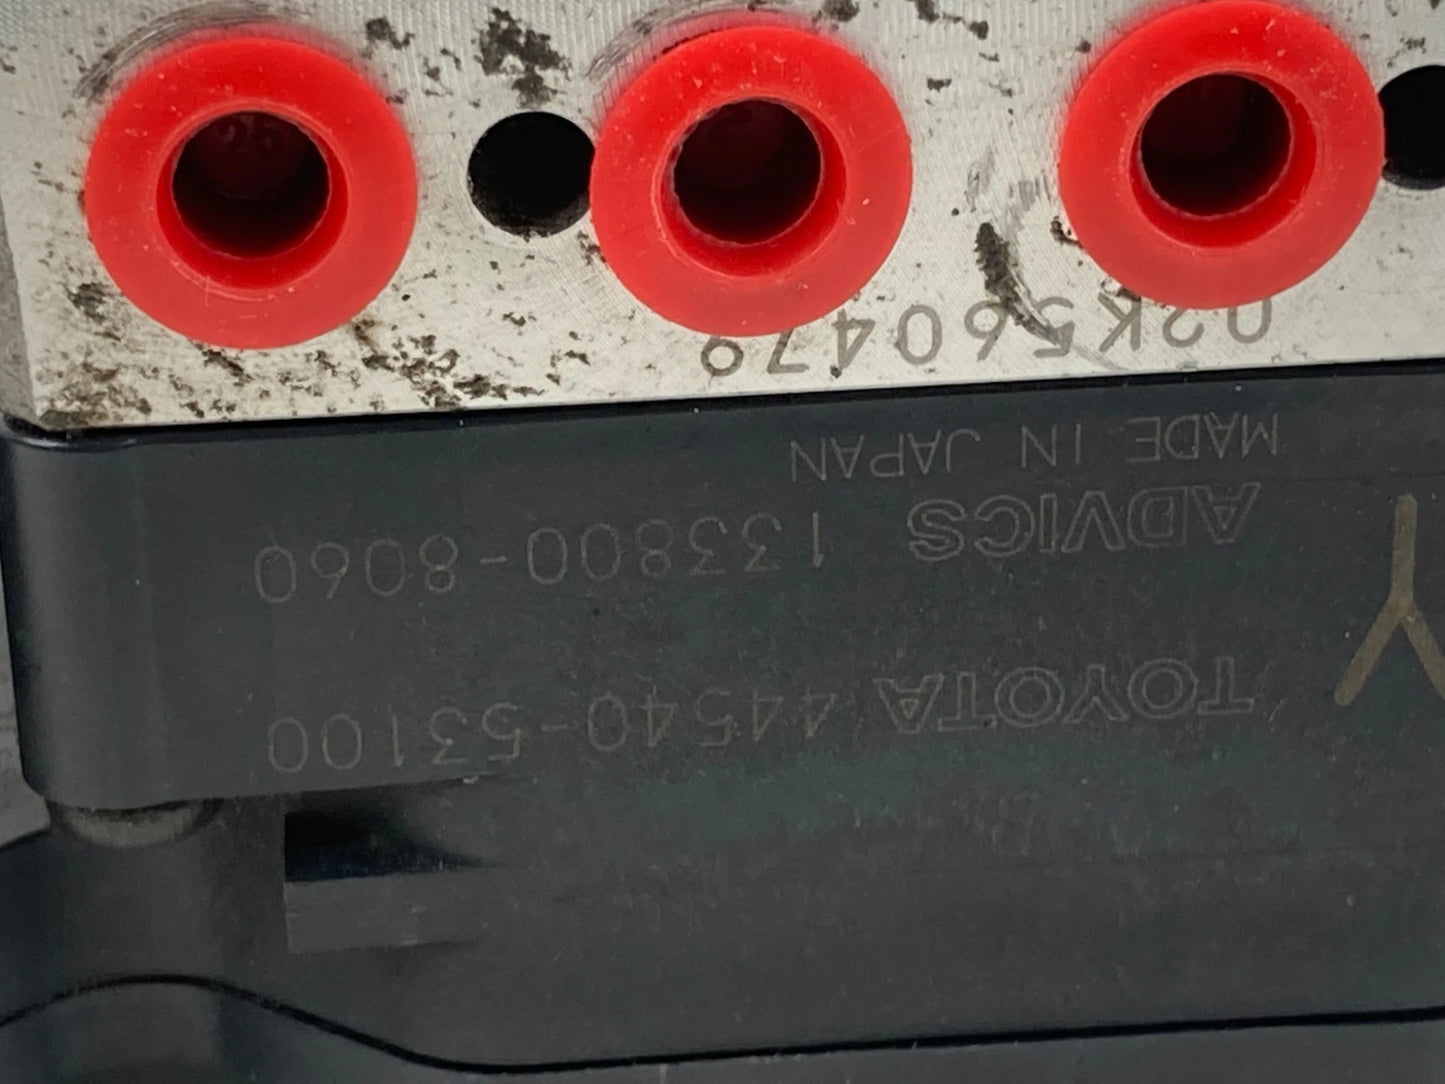 Y
TOYOTA 44540-53100
ADVICS 133800-8060
MADE IN JAPAN
02K560479